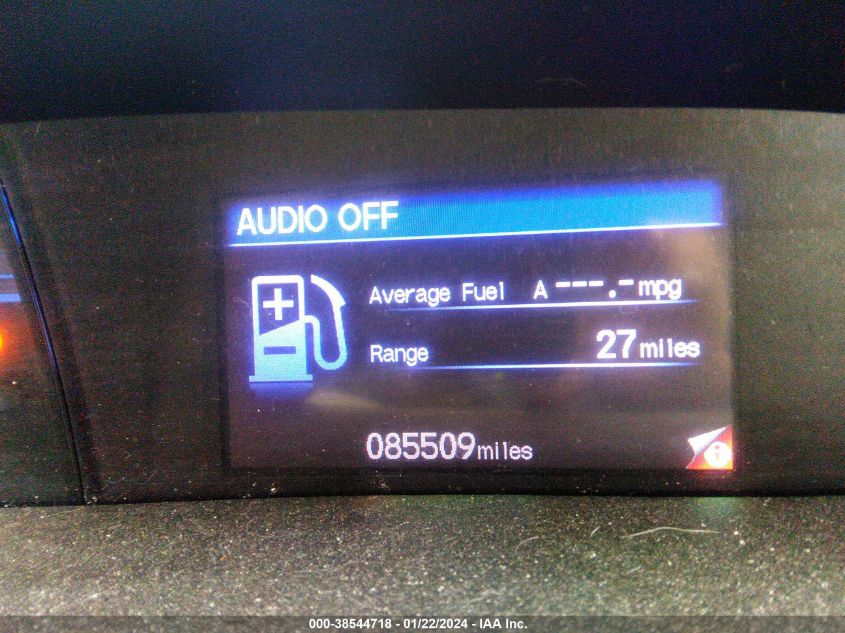 AUDIO OFF
Average Fuel A ---.- mpg
Range 27 miles
085509 miles
000-38544718 - 01/22/2024 - IAA Inc.